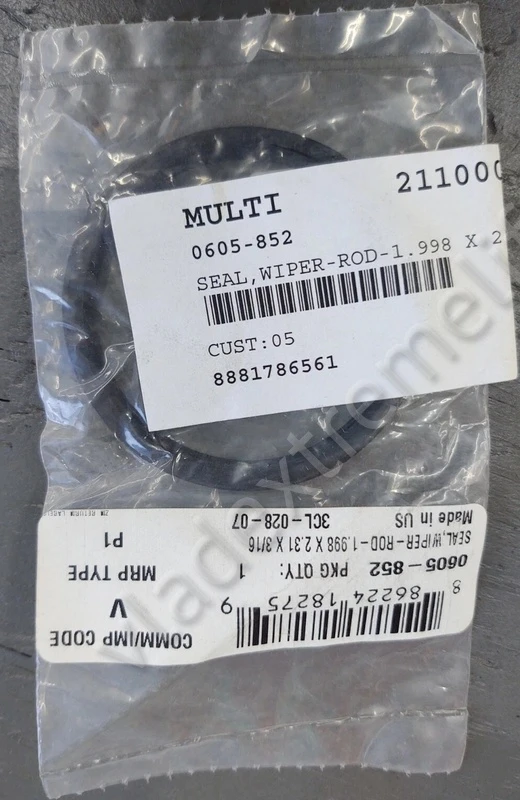 MULTI
211000
0605-852
SEAL,WIPER-ROD-1.998 X 2
CUST:05
8881786561
8 86224 18275 9
COMM/IMP CODE
V
0605-852 PKG QTY: 1
MRP TYPE
SEAL,WIPER-ROD-1.998 X 2.31 X 3/16
P1
Made in US 3CL-028-07
vladaxtremel